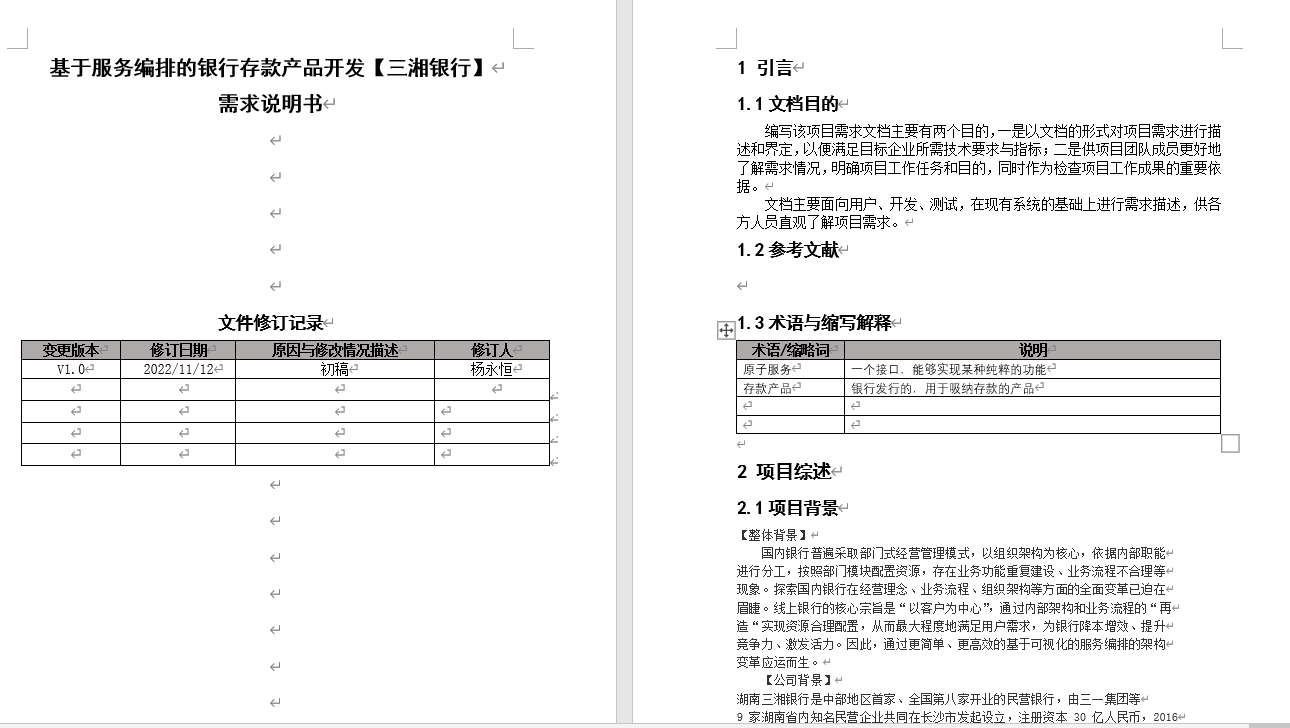 基于服务编排的银行存款产品开发【三湘银行】
需求说明书
文件修订记录
变更版本 修订日期 原因与修改情况描述 修订人
V1.0 2022/11/12 初稿 杨永恒
1 引言
1.1文档目的
编写该项目需求文档主要有两个目的，一是以文档的形式对项目需求进行描
述和界定，以便满足目标企业所需技术要求与指标；二是供项目团队成员更好地
了解需求情况，明确项目工作任务和目的，同时作为检查项目工作成果的重要依
据。
文档主要面向用户、开发、测试，在现有系统的基础上进行需求描述，供各
方人员直观了解项目需求。
1.2参考文献
1.3术语与缩写解释
术语/缩略词 说明
原子服务 一个接口，能够实现某种纯粹的功能
存款产品 银行发行的，用于吸纳存款的产品
2 项目综述
2.1项目背景
【整体背景】
国内银行普遍采取部门式经营管理模式，以组织架构为核心，依据内部职能
进行分工，按照部门模块配置资源，存在业务功能重复建设、业务流程不合理等
现象。探索国内银行在经营理念、业务流程、组织架构等方面的全面变革已迫在
眉睫。线上银行的核心宗旨是“以客户为中心”，通过内部架构和业务流程的“再
造“实现资源合理配置，从而最大程度地满足用户需求，为银行降本增效、提升
竞争力、激发活力。因此，通过更简单、更高效的基于可视化的服务编排的架构
变革应运而生。
【公司背景】
湖南三湘银行是中部地区首家、全国第八家开业的民营银行，由三一集团等
9 家湖南省内知名民营企业共同在长沙市发起设立，注册资本 30 亿人民币，2016